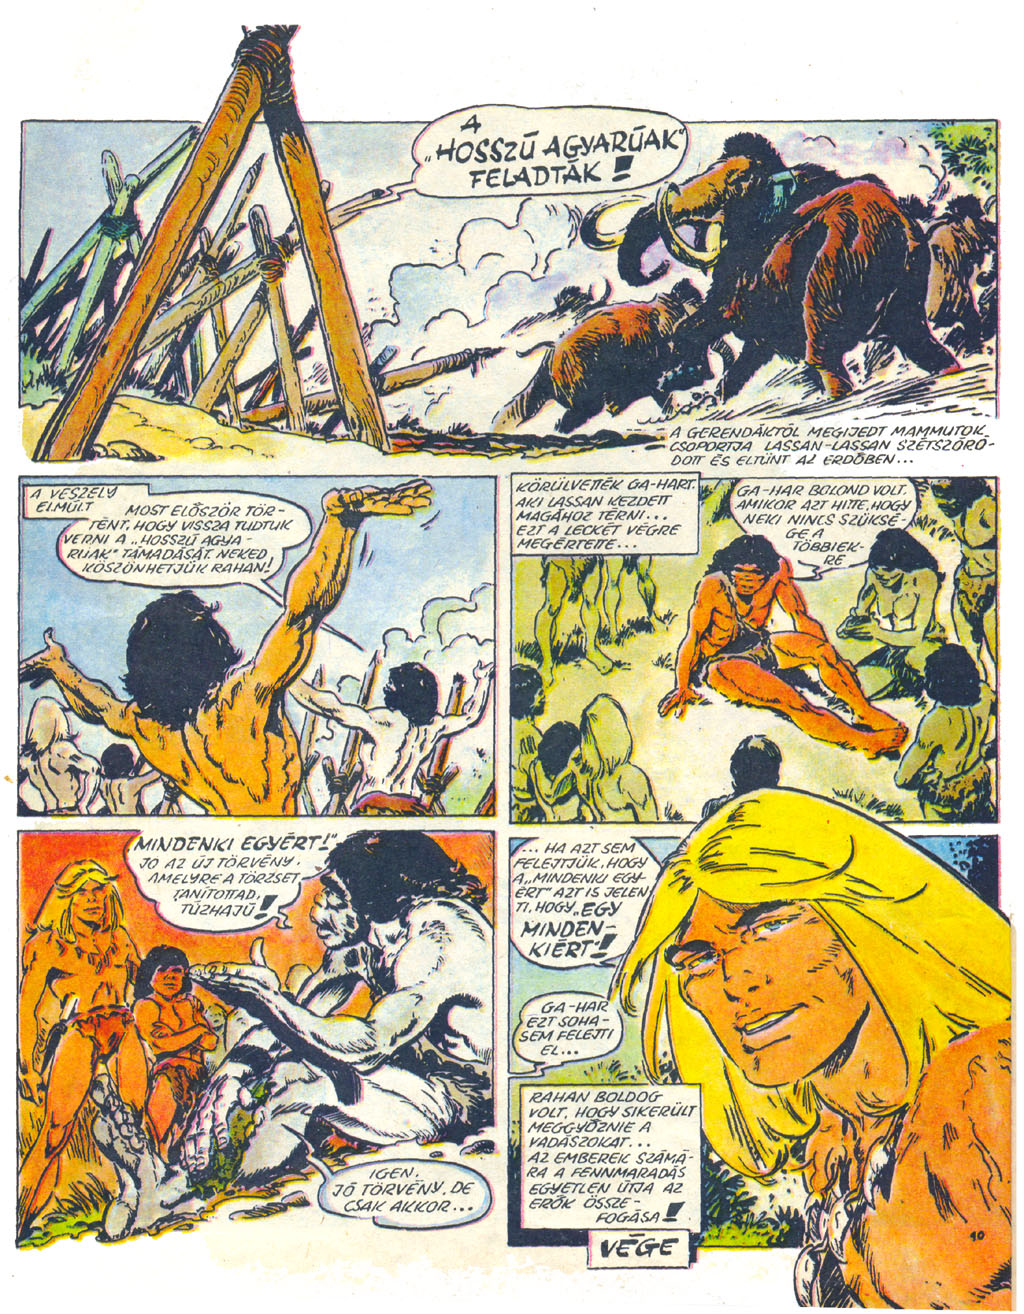 A
„HOSSZÚ AGYARÚAK"
FELADTÁK!
A GERENDÁKTÓL MEGIJEDT MAMMUTOK
CSOPORTJA LASSAN-LASSAN SZÉTSZÓRÓ-
DOTT ÉS ELTŰNT AZ ERDŐBEN...
A VESZÉLY
ELMÚLT
MOST ELŐSZÖR TÖR-
TÉNT, HOGY VISSZA TUDTUK
VERNI A „HOSSZÚ AGYA-
RÚAK" TÁMADÁSÁT. NEKED
KÖSZÖNHETJÜK RAHAN!
KÖRÜLVETTÉK GA-HART,
AKI LASSAN KEZDETT
MAGÁHOZ TÉRNI...
EZT A LECKÉT VÉGRE
MEGÉRTETTE...
GA-HAR BOLOND VOLT,
AMIKOR AZT HITTE, HOGY
NEKI NINCS SZÜKSÉ-
GE A
TÖBBIEK-
RE
MINDENKI EGYÉRT!"
JÓ AZ ÚJ TÖRVÉNY,
AMELYRE A TÖRZSET
TANÍTOTTAD,
TŰZHAJÚ!
IGEN,
JÓ TÖRVÉNY, DE
CSAK AKKOR...
... HA AZT SEM
FELEJTJÜK, HOGY
A „MINDENKI EGY-
ÉRT" AZT IS JELEN-
TI, HOGY „EGY
MINDEN-
KIÉRT"!
GA-HAR
EZT SOHA-
SEM FELEJTI
EL...
RAHAN BOLDOG
VOLT, HOGY SIKERÜLT
MEGGYŐZNIE A
VADÁSZOKAT...
AZ EMBEREK SZÁMÁ-
RA A FENNMARADÁS
EGYETLEN ÚTJA AZ
ERŐK ÖSSZE-
FOGÁSA!
VÉGE
10